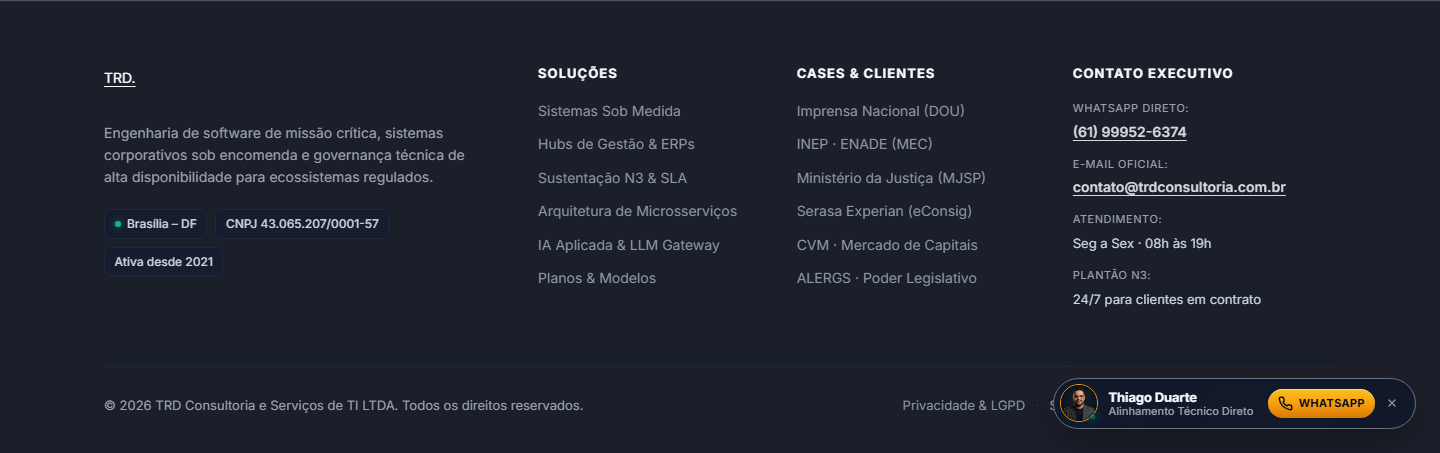 TRD.
Engenharia de software de missão crítica, sistemas
corporativos sob encomenda e governança técnica de
alta disponibilidade para ecossistemas regulados.
Brasília – DF
CNPJ 43.065.207/0001-57
Ativa desde 2021
SOLUÇÕES
Sistemas Sob Medida
Hubs de Gestão & ERPs
Sustentação N3 & SLA
Arquitetura de Microsserviços
IA Aplicada & LLM Gateway
Planos & Modelos
CASES & CLIENTES
Imprensa Nacional (DOU)
INEP · ENADE (MEC)
Ministério da Justiça (MJSP)
Serasa Experian (eConsig)
CVM · Mercado de Capitais
ALERGS · Poder Legislativo
CONTATO EXECUTIVO
WHATSAPP DIRETO:
(61) 99952-6374
E-MAIL OFICIAL:
contato@trdconsultoria.com.br
ATENDIMENTO:
Seg a Sex · 08h às 19h
PLANTÃO N3:
24/7 para clientes em contrato
© 2026 TRD Consultoria e Serviços de TI LTDA. Todos os direitos reservados.
Privacidade & LGPD ·
Thiago Duarte
Alinhamento Técnico Direto
WHATSAPP
×